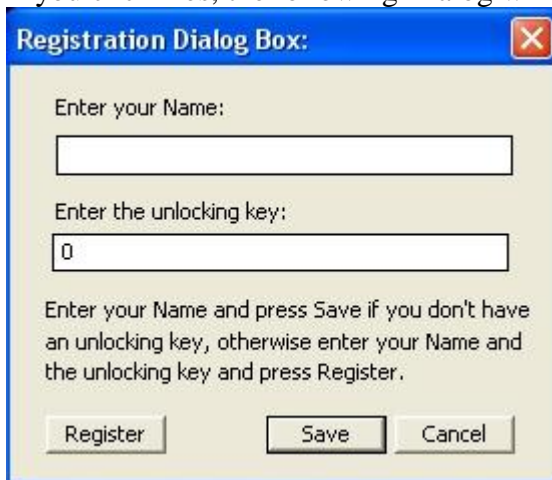 Registration Dialog Box:
Enter your Name:
Enter the unlocking key:
0
Enter your Name and press Save if you don't have
an unlocking key, otherwise enter your Name and
the unlocking key and press Register.
Register Save Cancel